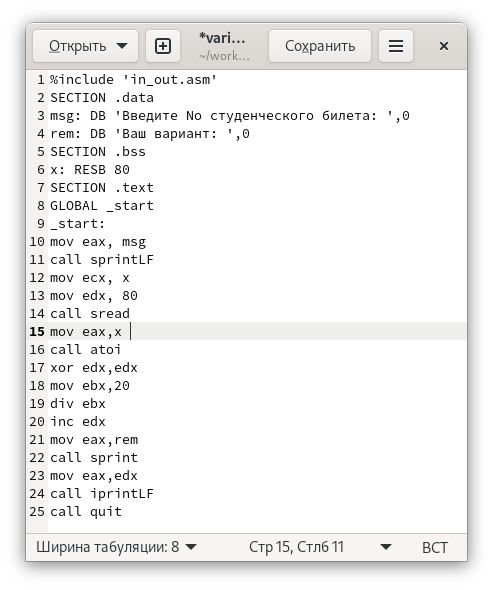 Открыть
*vari...
~/work...
Сохранить
1 %include 'in_out.asm'
2 SECTION .data
3 msg: DB 'Введите No студенческого билета: ',0
4 rem: DB 'Ваш вариант: ',0
5 SECTION .bss
6 x: RESB 80
7 SECTION .text
8 GLOBAL _start
9 _start:
10 mov eax, msg
11 call sprintLF
12 mov ecx, x
13 mov edx, 80
14 call sread
15 mov eax,x
16 call atoi
17 xor edx,edx
18 mov ebx,20
19 div ebx
20 inc edx
21 mov eax,rem
22 call sprint
23 mov eax,edx
24 call iprintLF
25 call quit
Ширина табуляции: 8 Стр 15, Стлб 11 ВСТ